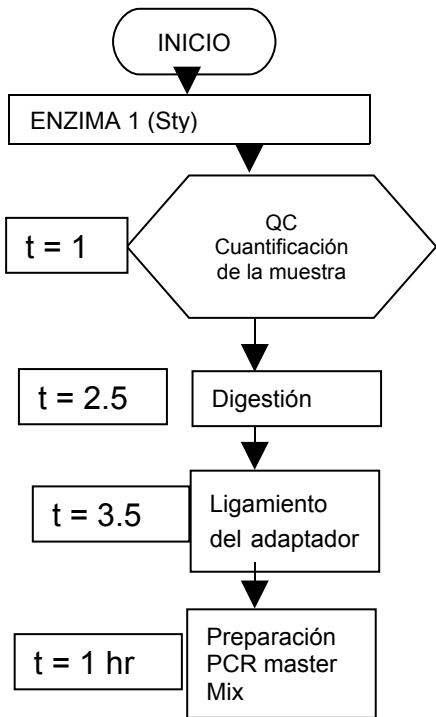 INICIO
ENZIMA 1 (Sty)
QC
Cuantificación
de la muestra
t = 1
Digestión
t = 2.5
Ligamiento
del adaptador
t = 3.5
Preparación
PCR master
Mix
t = 1 hr